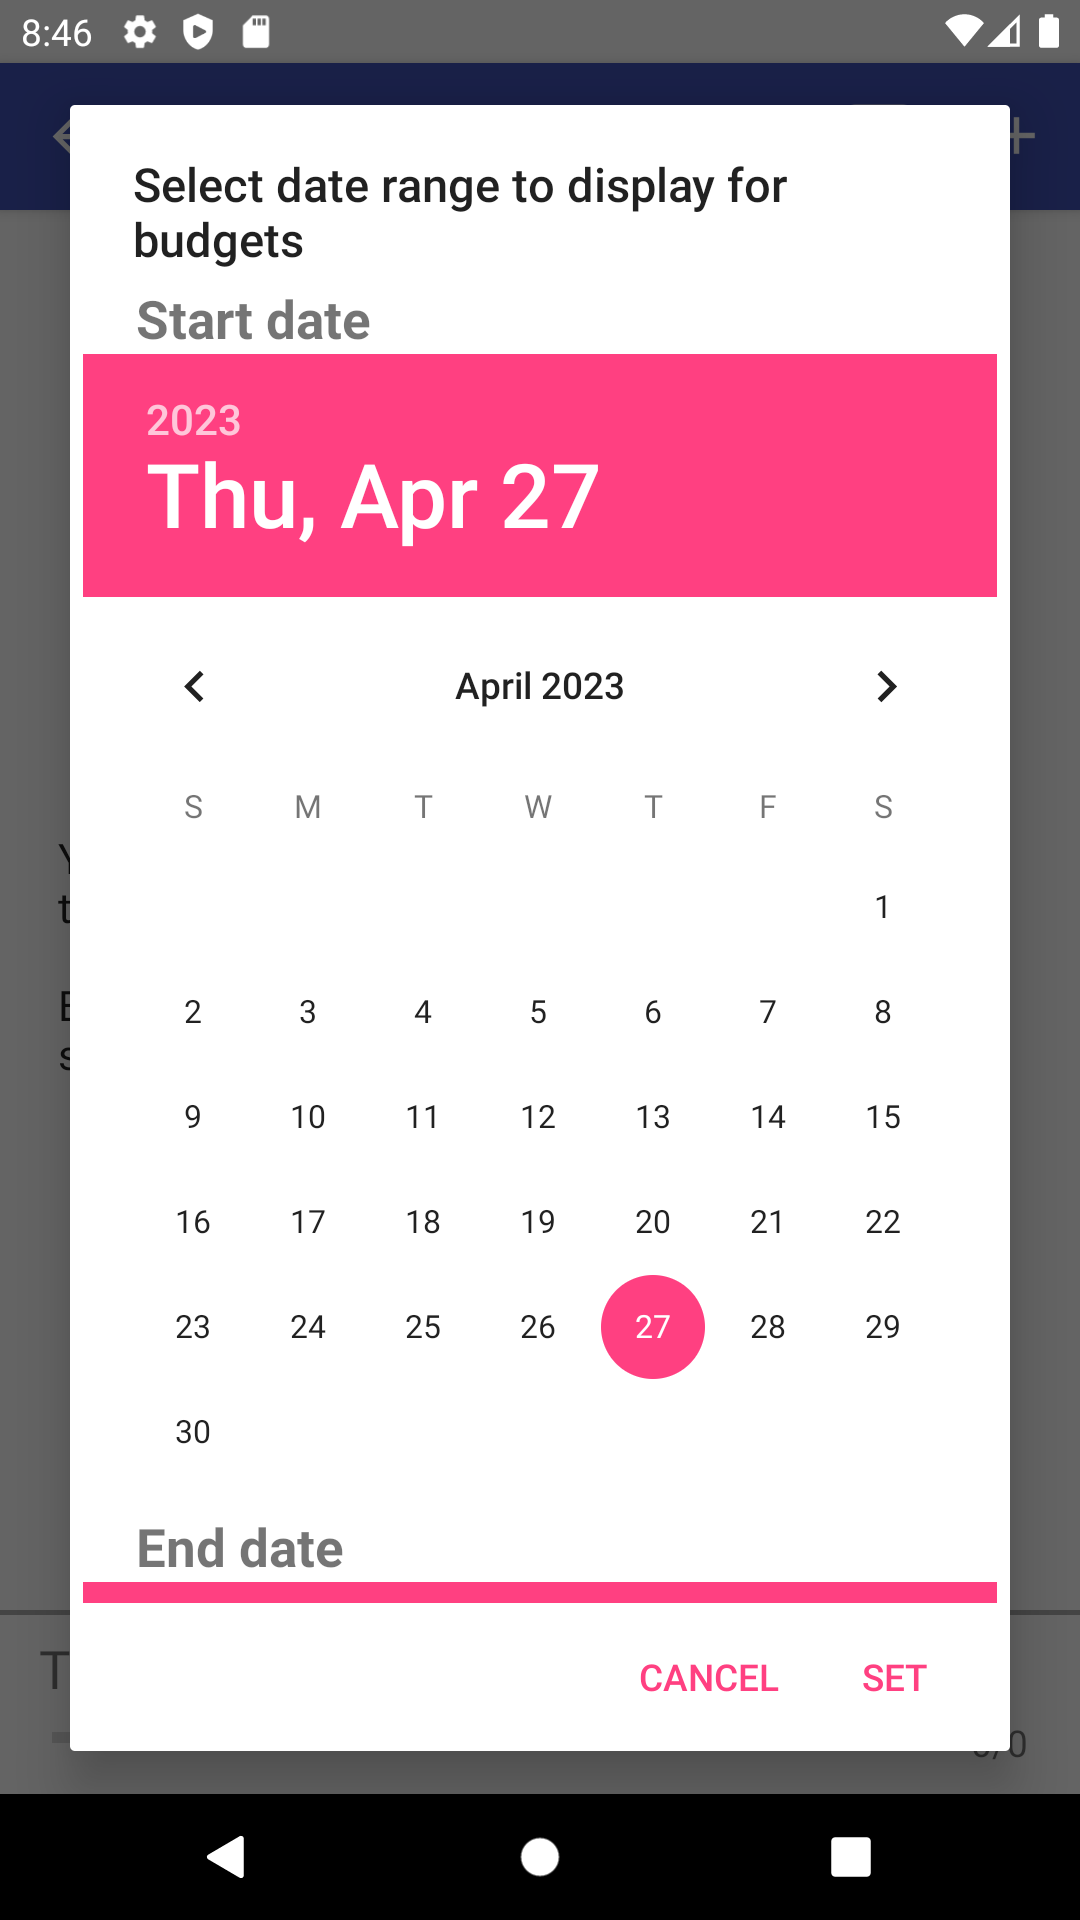 8:46
Select date range to display for
budgets
Start date
2023
Thu, Apr 27
April 2023
S M T W T F S
1
2 3 4 5 6 7 8
9 10 11 12 13 14 15
16 17 18 19 20 21 22
23 24 25 26 27 28 29
30
End date
CANCEL SET